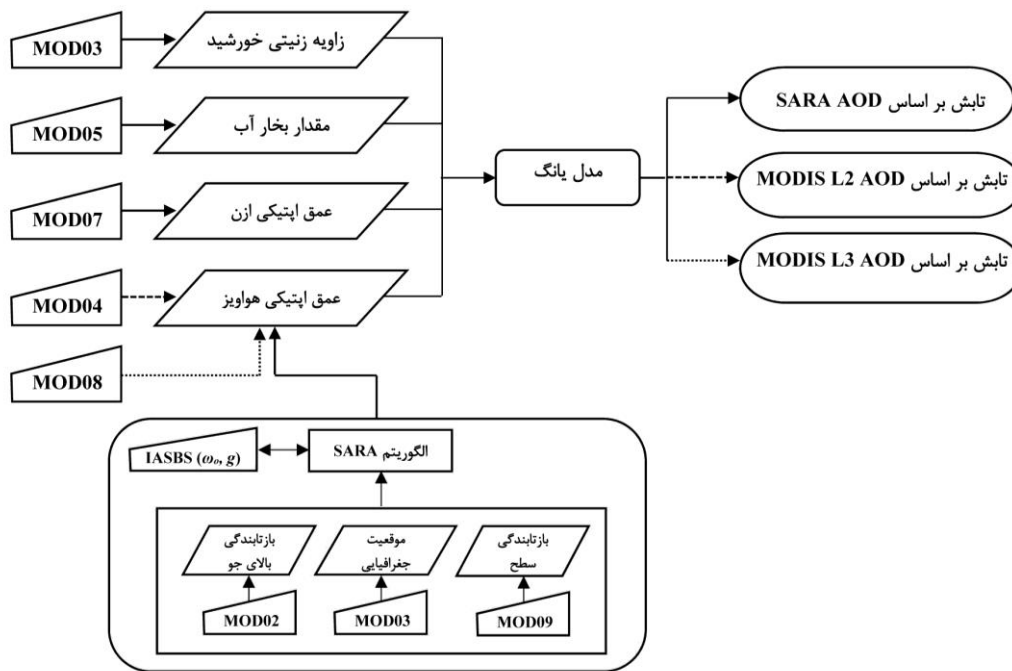 MOD03
زاویه زنیتی خورشید
MOD05
مقدار بخار آب
MOD07
عمق اپتیکی ازن
MOD04
عمق اپتیکی هواویز
MOD08
مدل یانگ
تابش بر اساس SARA AOD
تابش بر اساس MODIS L2 AOD
تابش بر اساس MODIS L3 AOD
IASBS (ω₀, g)
الگوریتم SARA
بازتابندگی
بالای جو
موقعیت
جغرافیایی
بازتابندگی
سطح
MOD02
MOD03
MOD09